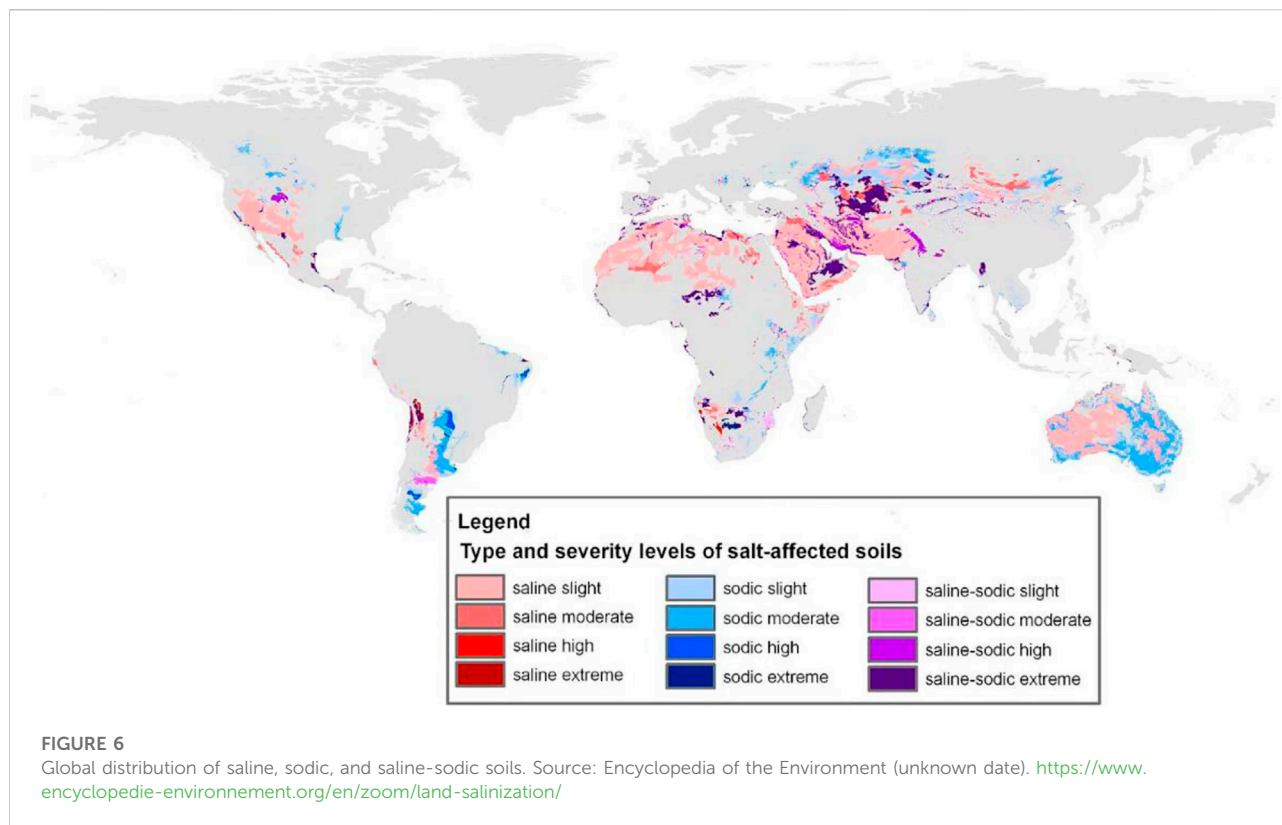 Legend
Type and severity levels of salt-affected soils
saline slight
saline moderate
saline high
saline extreme
sodic slight
sodic moderate
sodic high
sodic extreme
saline-sodic slight
saline-sodic moderate
saline-sodic high
saline-sodic extreme
FIGURE 6
Global distribution of saline, sodic, and saline-sodic soils. Source: Encyclopedia of the Environment (unknown date). https://www.
encyclopedie-environnement.org/en/zoom/land-salinization/